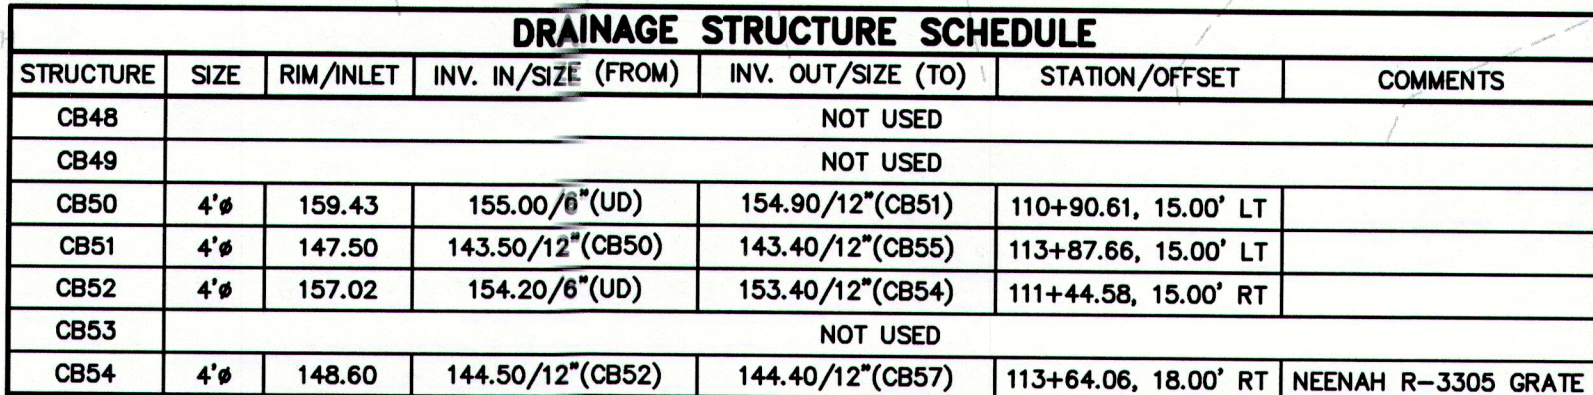 DRAINAGE STRUCTURE SCHEDULE
STRUCTURE SIZE RIM/INLET INV. IN/SIZE (FROM) INV. OUT/SIZE (TO) STATION/OFFSET COMMENTS
CB48 NOT USED
CB49 NOT USED
CB50 4'ø 159.43 155.00/6"(UD) 154.90/12"(CB51) 110+90.61, 15.00' LT
CB51 4'ø 147.50 143.50/12"(CB50) 143.40/12"(CB55) 113+87.66, 15.00' LT
CB52 4'ø 157.02 154.20/6"(UD) 153.40/12"(CB54) 111+44.58, 15.00' RT
CB53 NOT USED
CB54 4'ø 148.60 144.50/12"(CB52) 144.40/12"(CB57) 113+64.06, 18.00' RT NEENAH R-3305 GRATE